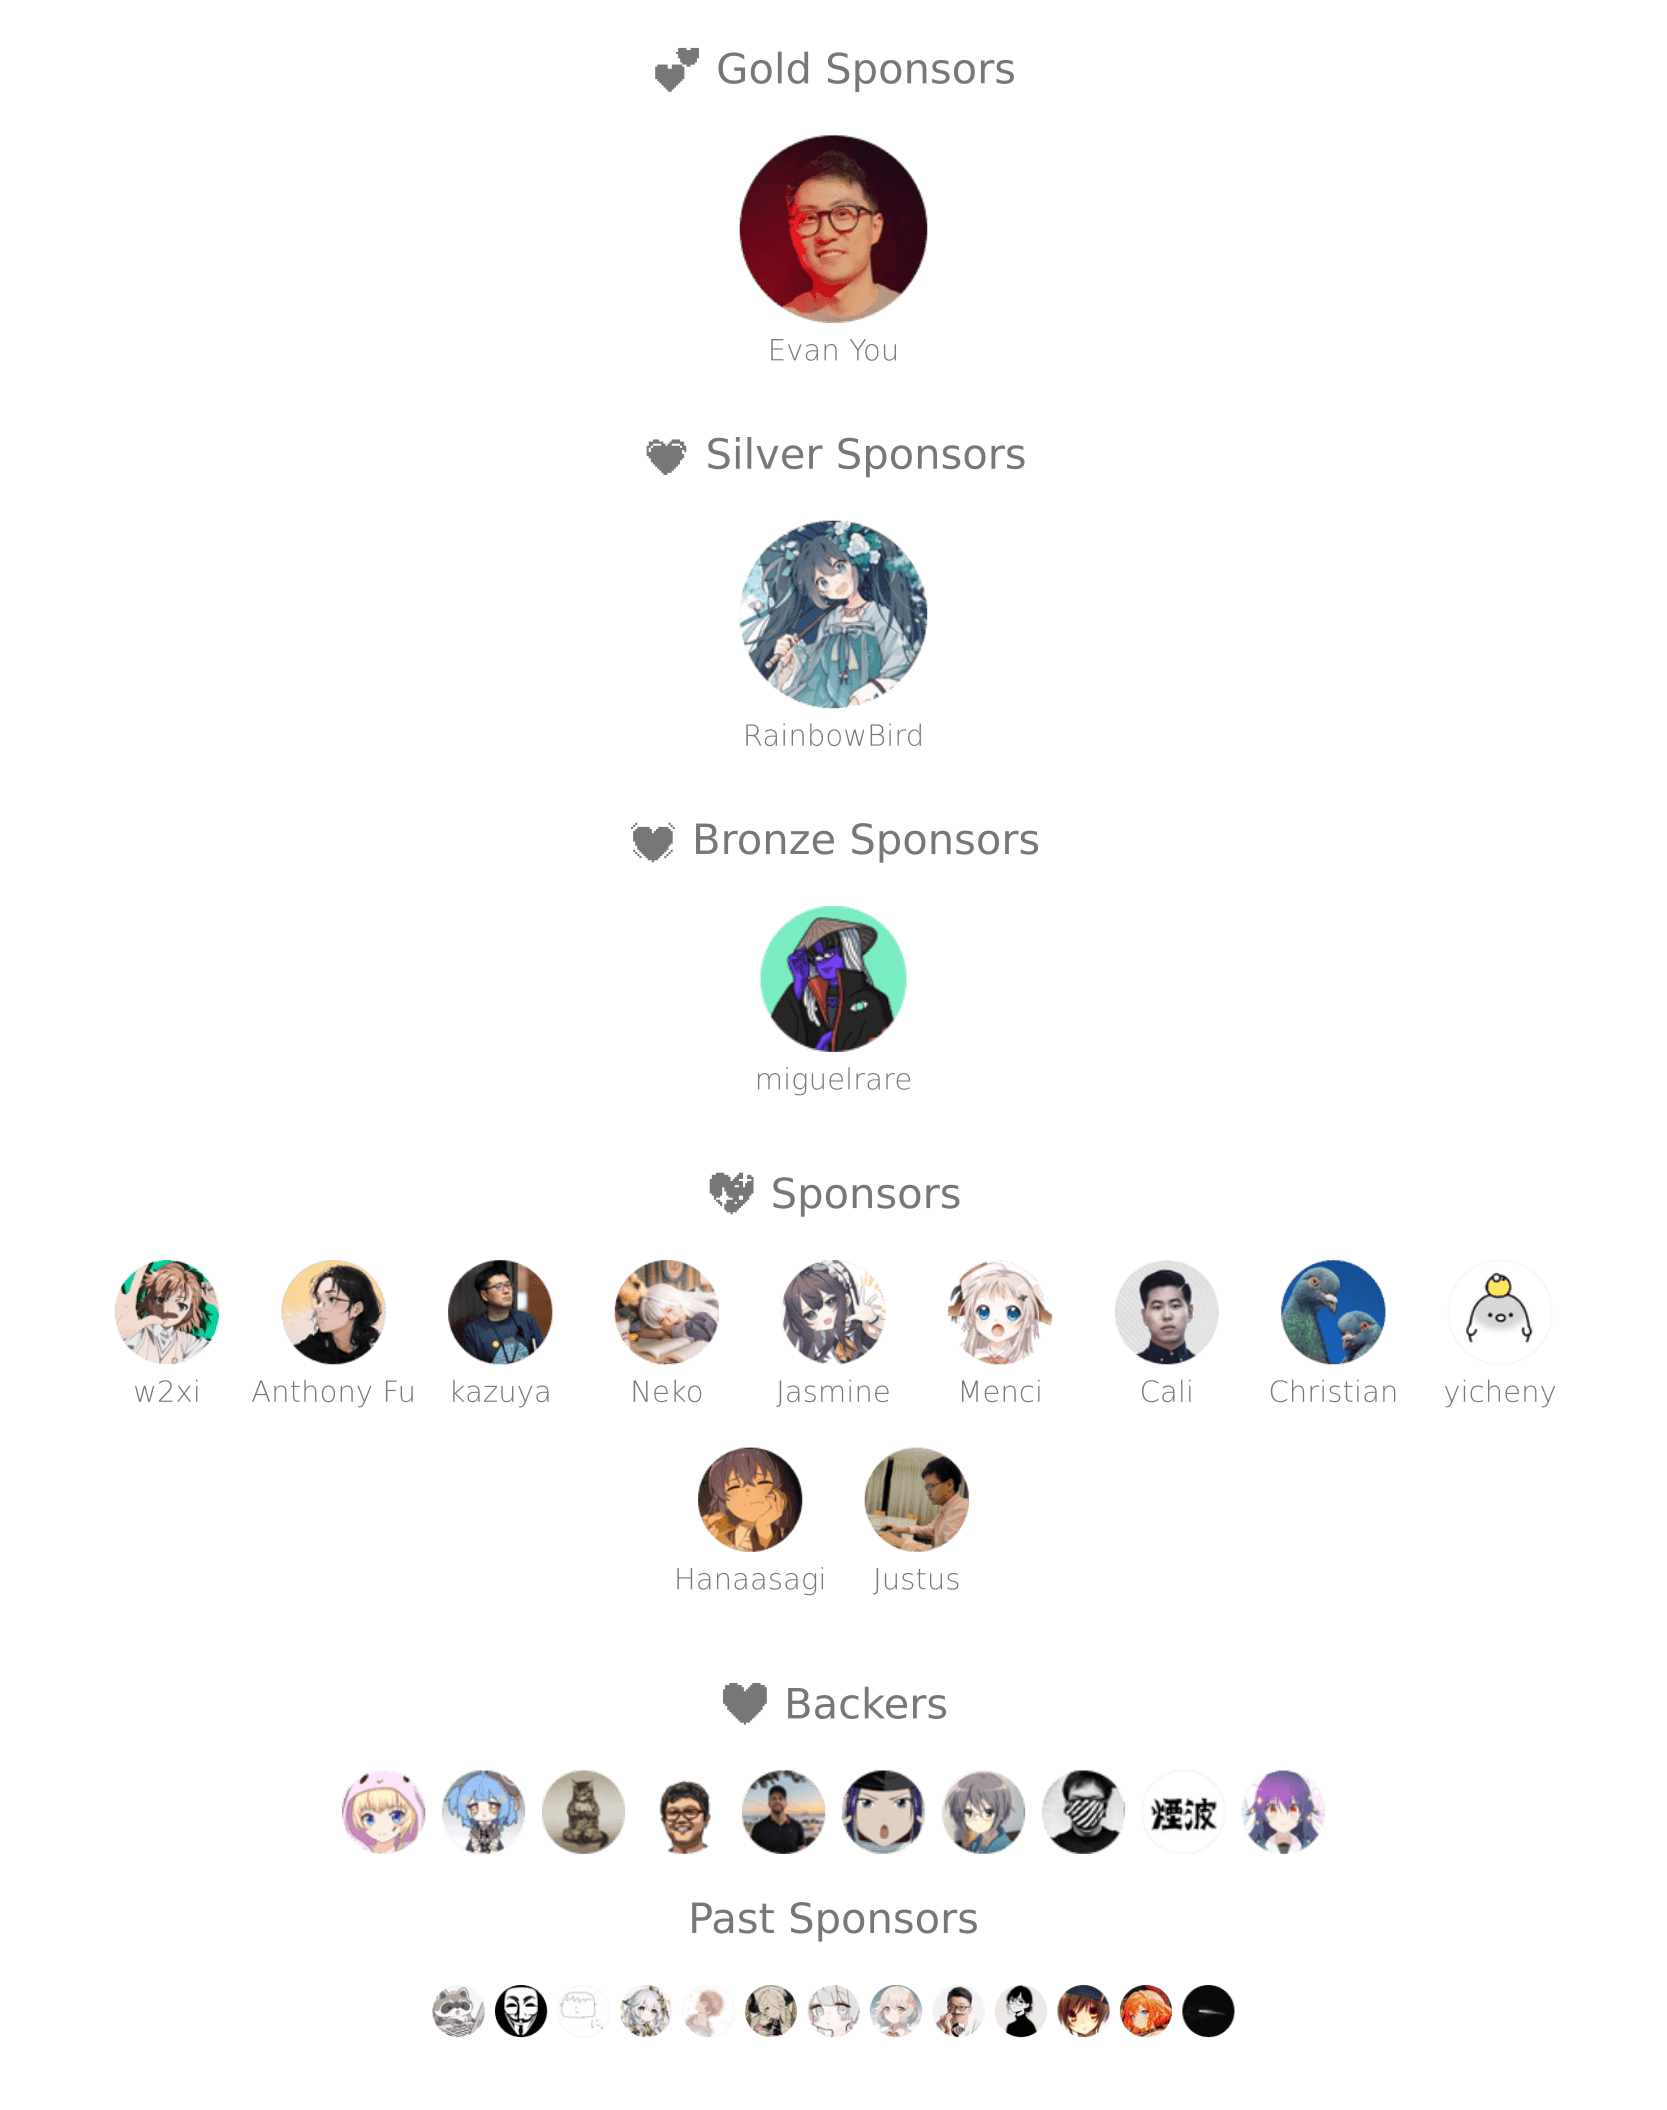 Gold Sponsors
Evan You
Silver Sponsors
RainbowBird
Bronze Sponsors
miguelrare
Sponsors
w2xi Anthony Fu kazuya Neko Jasmine Menci Cali Christian yicheny
Hanaasagi Justus
Backers
煙波
Past Sponsors